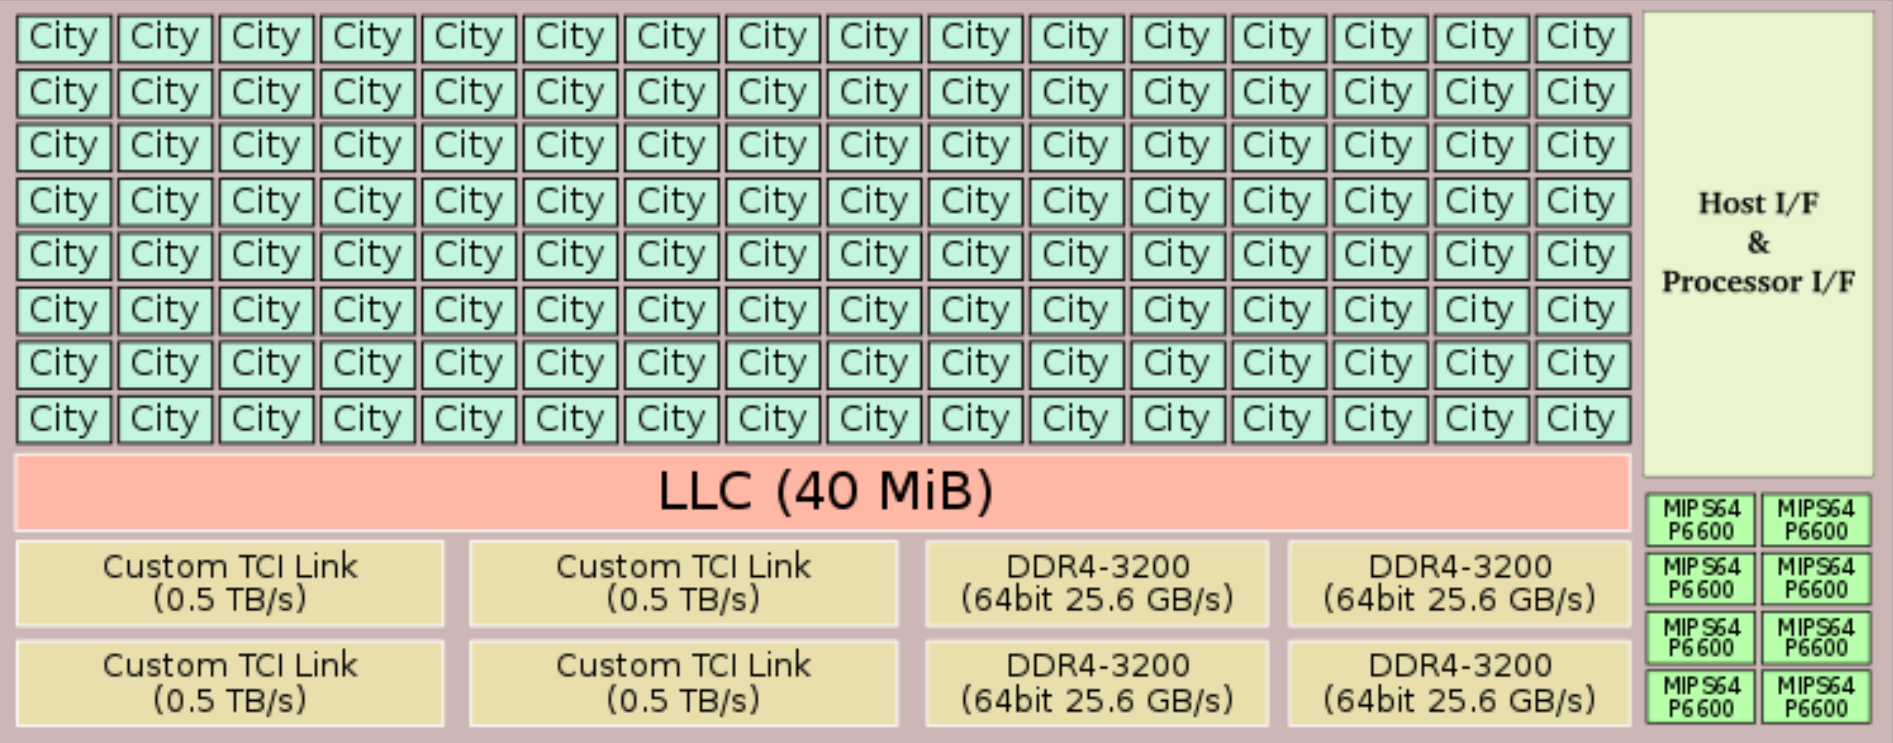 City City City City City City City City City City City City City City City City
City City City City City City City City City City City City City City City City
City City City City City City City City City City City City City City City City
City City City City City City City City City City City City City City City City
City City City City City City City City City City City City City City City City
City City City City City City City City City City City City City City City City
City City City City City City City City City City City City City City City City
City City City City City City City City City City City City City City City City
Host I/F
&
Processor I/F
LLC (40 MiB)
Custom TCI Link
(0.5 TB/s)
Custom TCI Link
(0.5 TB/s)
DDR4-3200
(64bit 25.6 GB/s)
DDR4-3200
(64bit 25.6 GB/s)
Custom TCI Link
(0.5 TB/s)
Custom TCI Link
(0.5 TB/s)
DDR4-3200
(64bit 25.6 GB/s)
DDR4-3200
(64bit 25.6 GB/s)
MIPS64
P6600
MIPS64
P6600
MIPS64
P6600
MIPS64
P6600
MIPS64
P6600
MIPS64
P6600
MIPS64
P6600
MIPS64
P6600